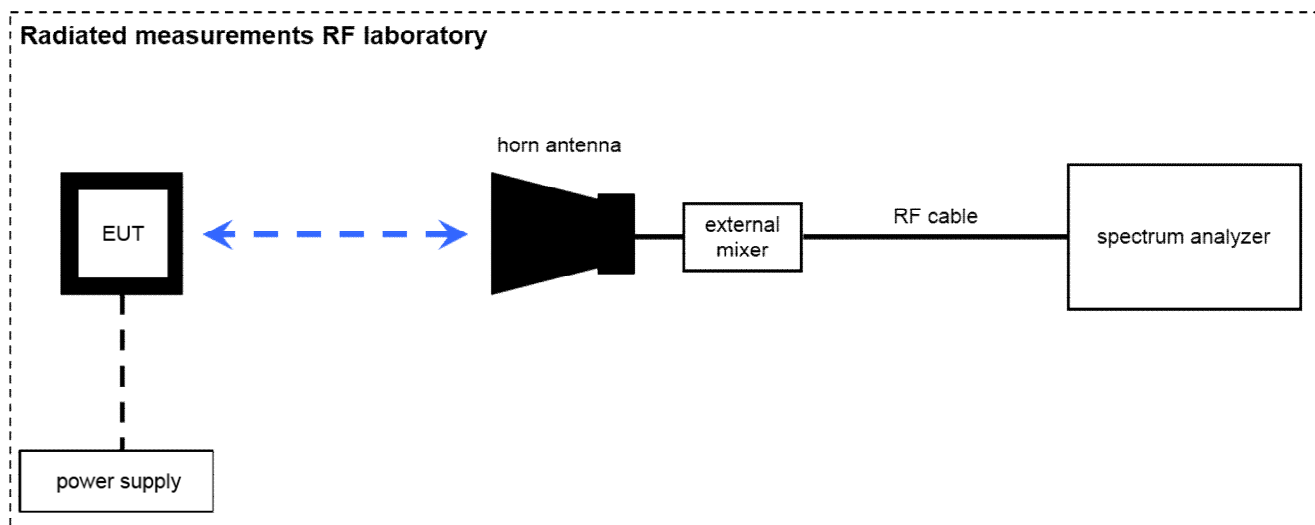 Radiated measurements RF laboratory
horn antenna
EUT
external
mixer
RF cable
spectrum analyzer
power supply